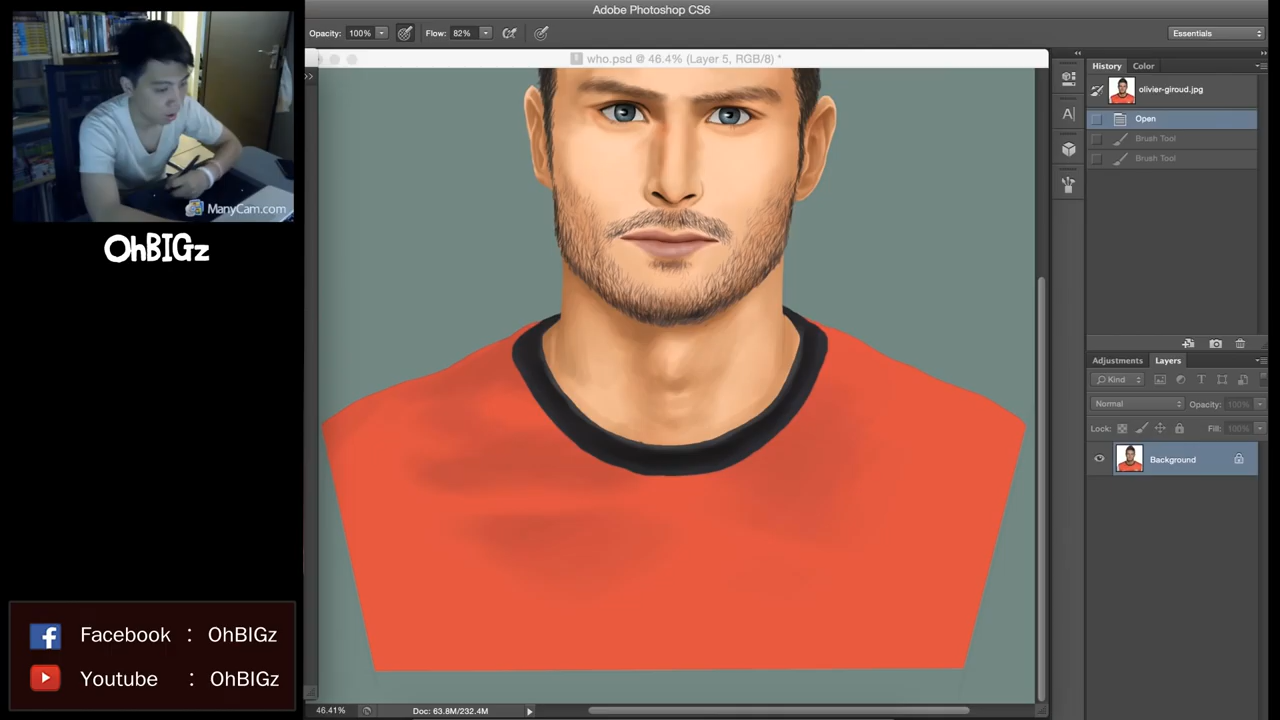 Adobe Photoshop CS6
Opacity: 100% Flow: 82% Essentials
who.psd @ 46.4% (Layer 5, RGB/8) *
History Color
olivier-giroud.jpg
Open
Brush Tool
Brush Tool
A
ManyCam.com
OhBIGz
Adjustments Layers
Kind T
Normal Opacity: 100%
Lock: Fill: 100%
Background
Facebook : OhBIGz
Youtube : OhBIGz
46.41% Doc: 63.8M/232.4M